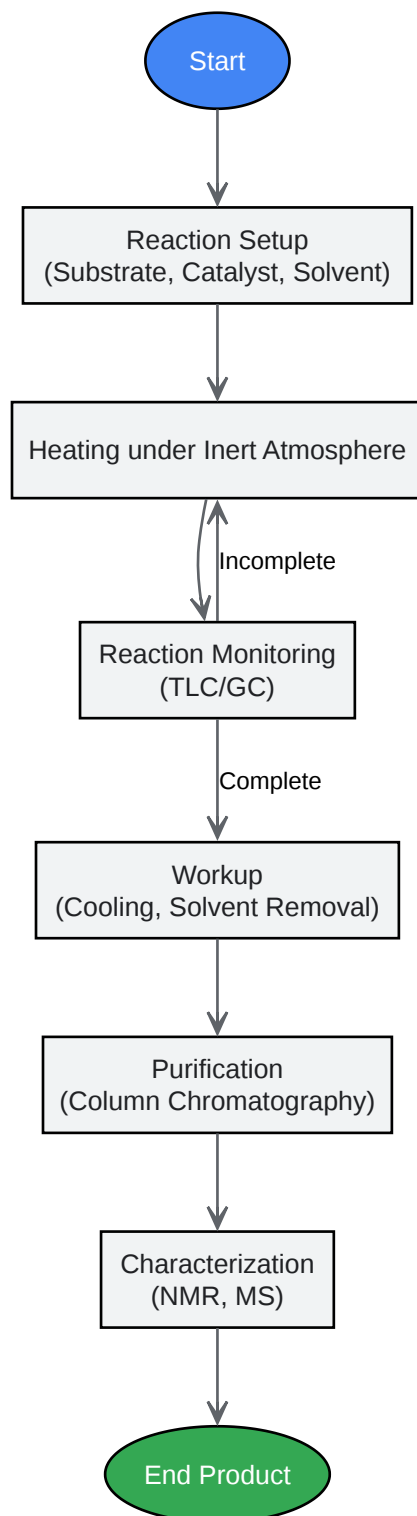 Start
Reaction Setup
(Substrate, Catalyst, Solvent)
Heating under Inert Atmosphere
Incomplete
Reaction Monitoring
(TLC/GC)
Complete
Workup
(Cooling, Solvent Removal)
Purification
(Column Chromatography)
Characterization
(NMR, MS)
End Product